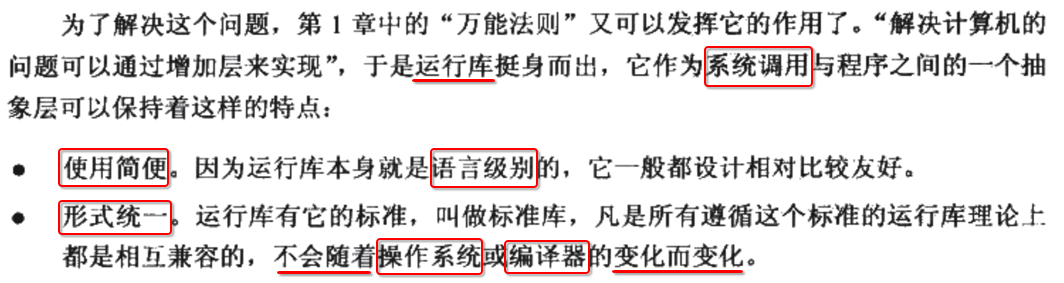 为了解决这个问题，第 1 章中的“万能法则”又可以发挥它的作用了。“解决计算机的
问题可以通过增加层来实现”，于是运行库挺身而出，它作为系统调用与程序之间的一个抽
象层可以保持着这样的特点：
● 使用简便。因为运行库本身就是语言级别的，它一般都设计相对比较友好。
● 形式统一。运行库有它的标准，叫做标准库，凡是所有遵循这个标准的运行库理论上
都是相互兼容的，不会随着操作系统或编译器的变化而变化。